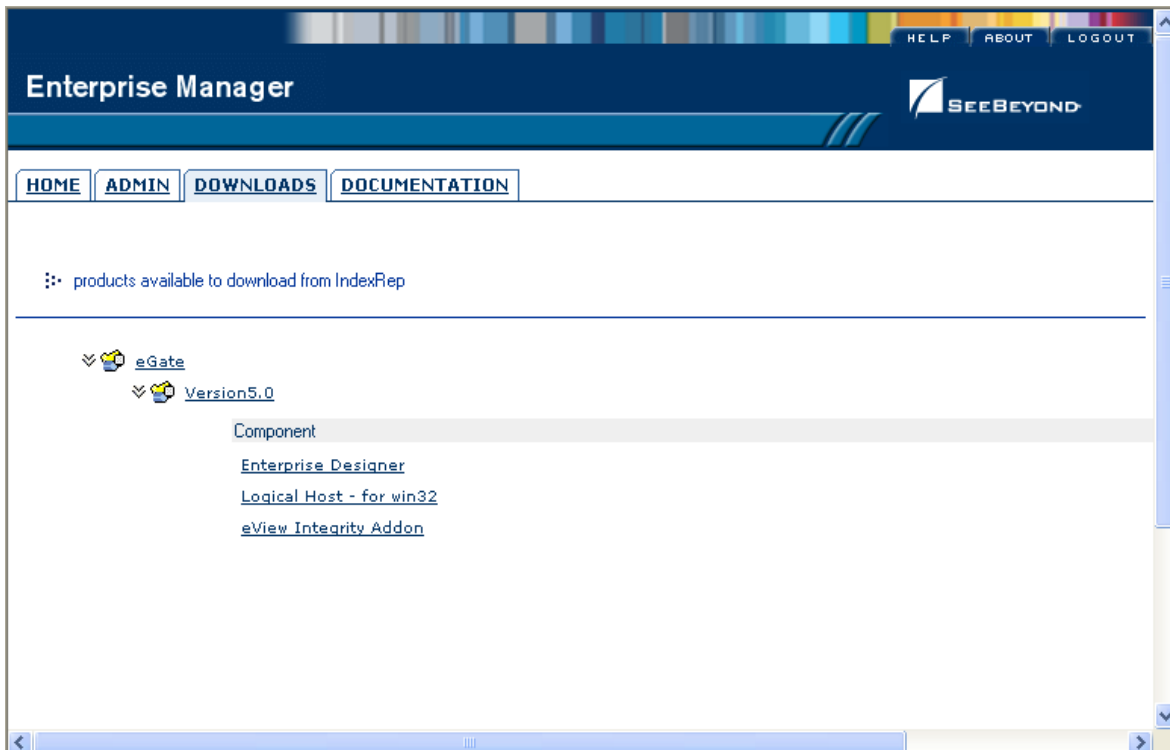 HELP ABOUT LOGOUT
Enterprise Manager
SEEBEYOND
HOME ADMIN DOWNLOADS DOCUMENTATION
products available to download from IndexRep
eGate
Version5.0
Component
Enterprise Designer
Logical Host - for win32
eView Integrity Addon